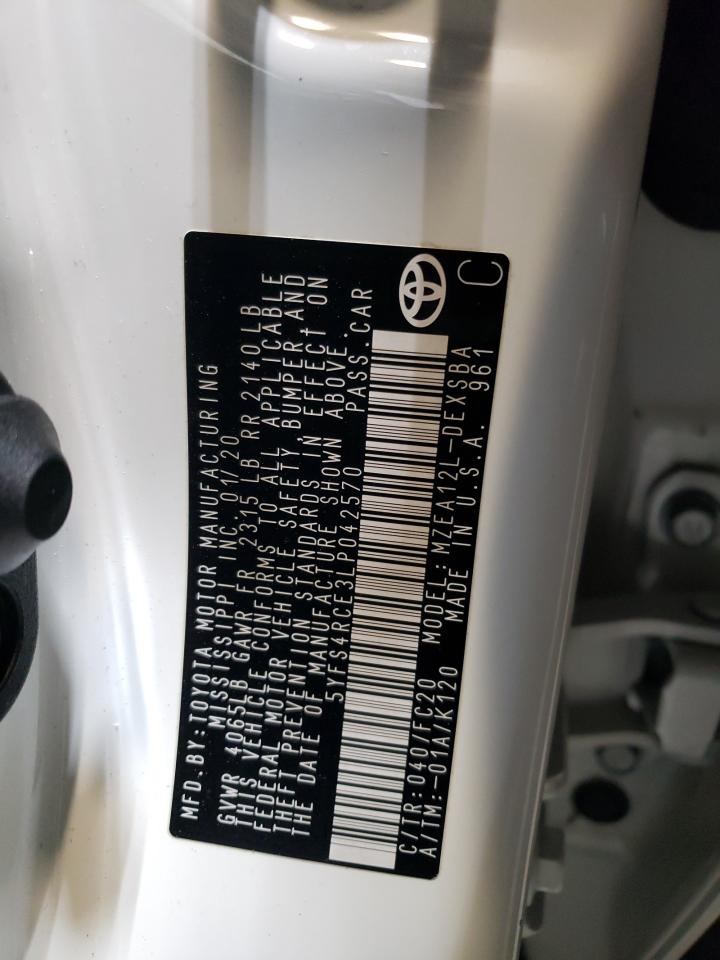 MFD.BY:TOYOTA MOTOR MANUFACTURING
MISSISSIPPI INC. 01/20
GVWR 4065LB GAWR FR 2315 LB RR 2140 LB
THIS VEHICLE CONFORMS TO ALL APPLICABLE
FEDERAL MOTOR VEHICLE SAFETY, BUMPER, AND
THEFT PREVENTION STANDARDS IN EFFECT ON
THE DATE OF MANUFACTURE SHOWN ABOVE.
5YFS4RCE3LP042570 PASS.CAR
C/TR:040/FC20 MODEL:MZEA12L-DEXSBA
A/TM:-01A/K120 MADE IN U.S.A. 961
C